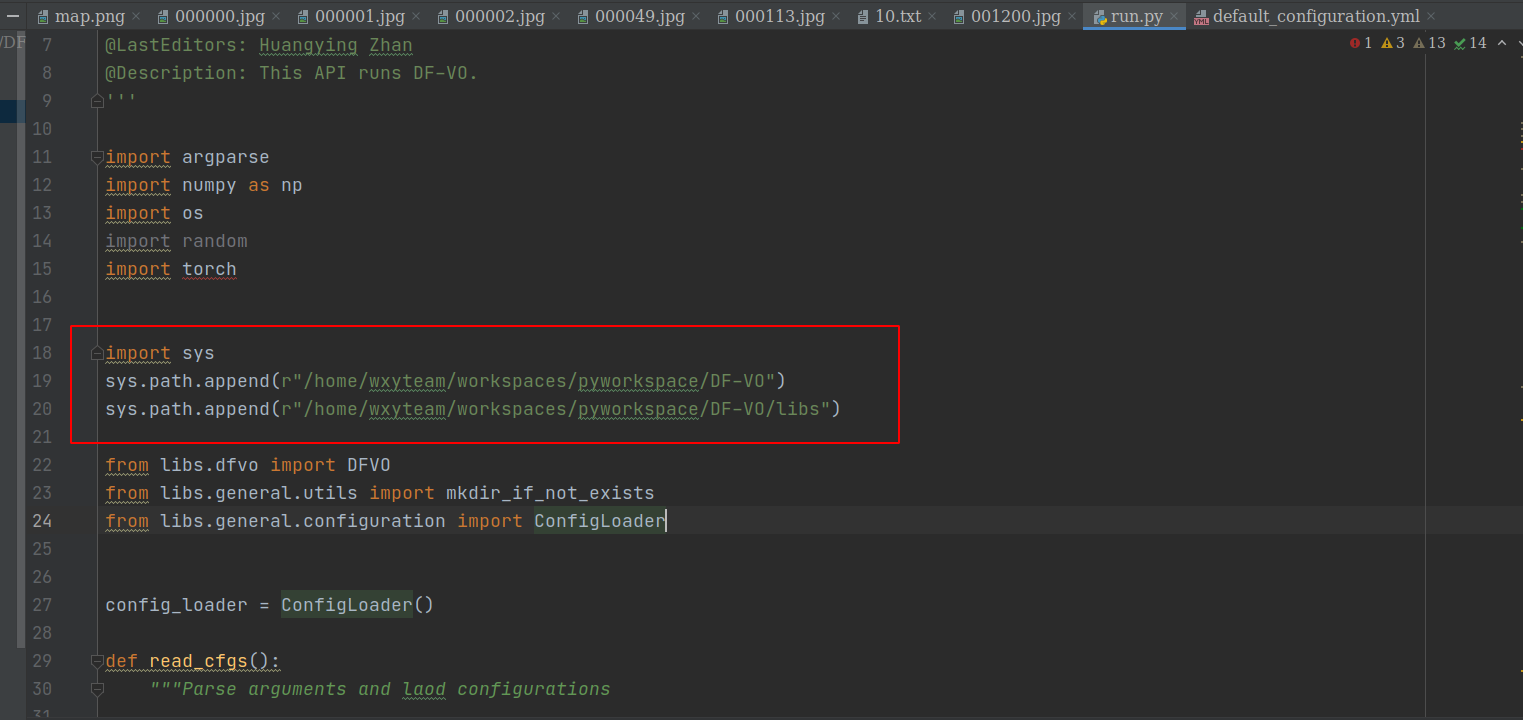 map.png 000000.jpg 000001.jpg 000002.jpg 000049.jpg 000113.jpg 10.txt 001200.jpg run.py default_configuration.yml
/DF
1 3 13 14
7 @LastEditors: Huangying Zhan
8 @Description: This API runs DF-VO.
9 '''
10
11 import argparse
12 import numpy as np
13 import os
14 import random
15 import torch
16
17
18 import sys
19 sys.path.append(r"/home/wxyteam/workspaces/pyworkspace/DF-VO")
20 sys.path.append(r"/home/wxyteam/workspaces/pyworkspace/DF-VO/libs")
21
22 from libs.dfvo import DFVO
23 from libs.general.utils import mkdir_if_not_exists
24 from libs.general.configuration import ConfigLoader
25
26
27 config_loader = ConfigLoader()
28
29 def read_cfgs():
30 """Parse arguments and laod configurations
31